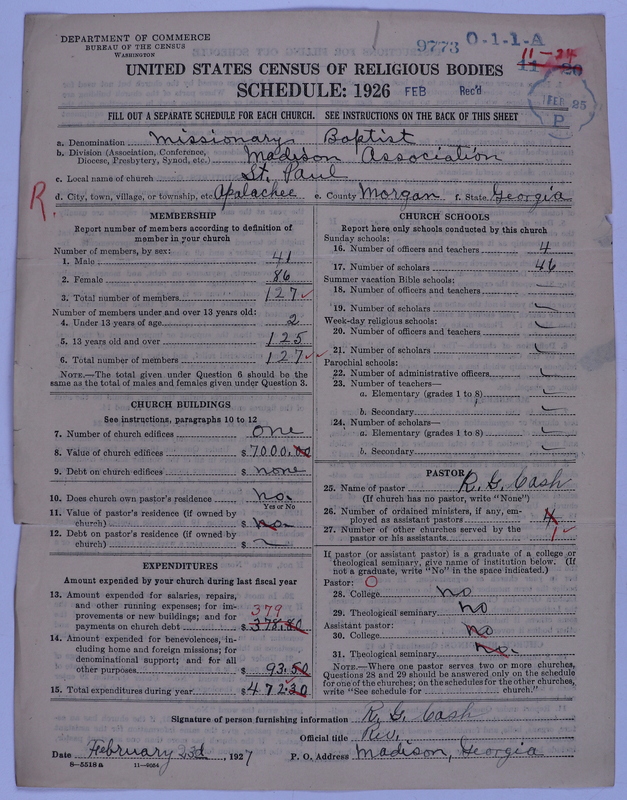 DEPARTMENT OF COMMERCE
BUREAU OF THE CENSUS
WASHINGTON
9773 0-1-1-A
11-24
11-20
UNITED STATES CENSUS OF RELIGIOUS BODIES
SCHEDULE: 1926 FEB Rec'd
FEB 25
P
FILL OUT A SEPARATE SCHEDULE FOR EACH CHURCH. SEE INSTRUCTIONS ON THE BACK OF THIS SHEET
a. Denomination Missionary Baptist
b. Division (Association, Conference, Diocese, Presbytery, Synod, etc.) Madison Association
c. Local name of church St. Paul
d. City, town, village, or township, etc. Apalachee e. County Morgan f. State Georgia
R.
MEMBERSHIP
Report number of members according to definition of
member in your church
Number of members, by sex:
1. Male 41
2. Female 86
3. Total number of members 127
Number of members under and over 13 years old:
4. Under 13 years of age 2
5. 13 years old and over 125
6. Total number of members 127
NOTE.—The total given under Question 6 should be
same as the total of males and females given under Question 3.
CHURCH BUILDINGS
See instructions, paragraphs 10 to 12
7. Number of church edifices one
8. Value of church edifices $ 7000.00
9. Debt on church edifices $ none
10. Does church own pastor's residence no.
Yes or No
11. Value of pastor's residence (if owned by
church) $ no.
12. Debt on pastor's residence (if owned by
church) $
EXPENDITURES
Amount expended by your church during last fiscal year
13. Amount expended for salaries, repairs,
and other running expenses; for im-
provements or new buildings; and for 379
payments on church debt $ 378.80
14. Amount expended for benevolences, in-
cluding home and foreign missions; for
denominational support; and for all
other purposes $ 93.50
15. Total expenditures during year $ 472.30
CHURCH SCHOOLS
Report here only schools conducted by this church
Sunday schools:
16. Number of officers and teachers 4
17. Number of scholars 46
Summer vacation Bible schools:
18. Number of officers and teachers
19. Number of scholars
Week-day religious schools:
20. Number of officers and teachers
21. Number of scholars
Parochial schools:
22. Number of administrative officers
23. Number of teachers—
a. Elementary (grades 1 to 8)
b. Secondary
24. Number of scholars—
a. Elementary (grades 1 to 8)
b. Secondary
PASTOR
25. Name of pastor R. G. Cash
(If church has no pastor, write "None")
26. Number of ordained ministers, if any, em-
ployed as assistant pastors
27. Number of other churches served by the
pastor or his assistants 1
If pastor (or assistant pastor) is a graduate of a college or
theological seminary, give name of institution below. (If
not a graduate, write "No" in the space indicated.)
Pastor: O
28. College no
29. Theological seminary no
Assistant pastor:
30. College no
31. Theological seminary no.
NOTE.—Where one pastor serves two or more churches,
Questions 28 and 29 should be answered only on the schedule
for one of the churches; on the schedules for the other churches,
write "See schedule for church."
Signature of person furnishing information R. G. Cash
Official title Rev.
Date February 23d, 1927 P. O. Address Madison, Georgia
8—5518 a 11—9054